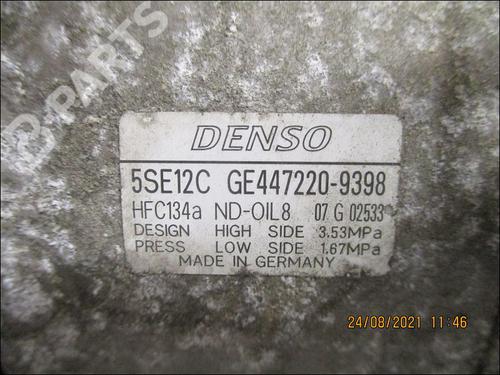 B-PARTS
DENSO
5SE12C GE447220-9398
HFC134a ND-OIL8 07 G 02533
DESIGN HIGH SIDE 3.53MPa
PRESS LOW SIDE 1.67MPa
MADE IN GERMANY
24/08/2021 11:46